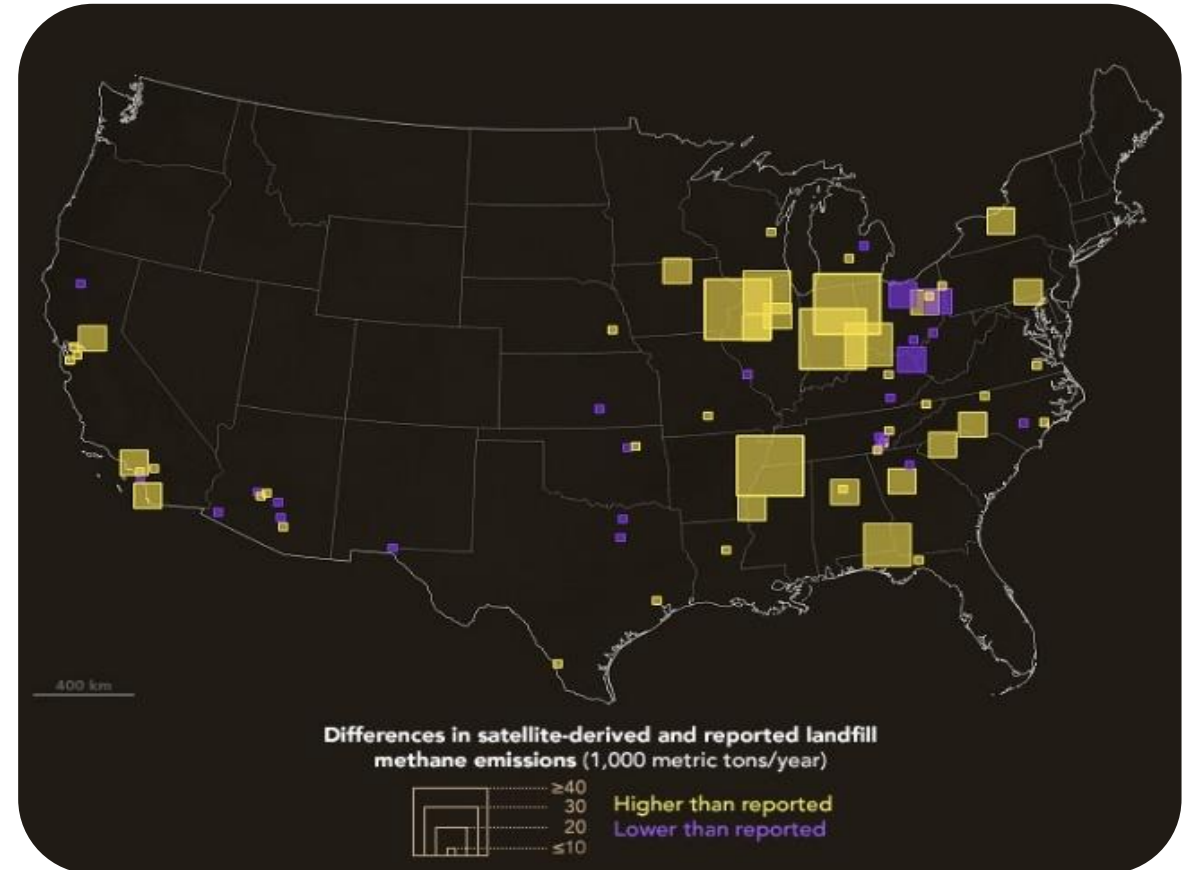 400 km
Differences in satellite-derived and reported landfill
methane emissions (1,000 metric tons/year)
≥40
30
20
≤10
Higher than reported
Lower than reported